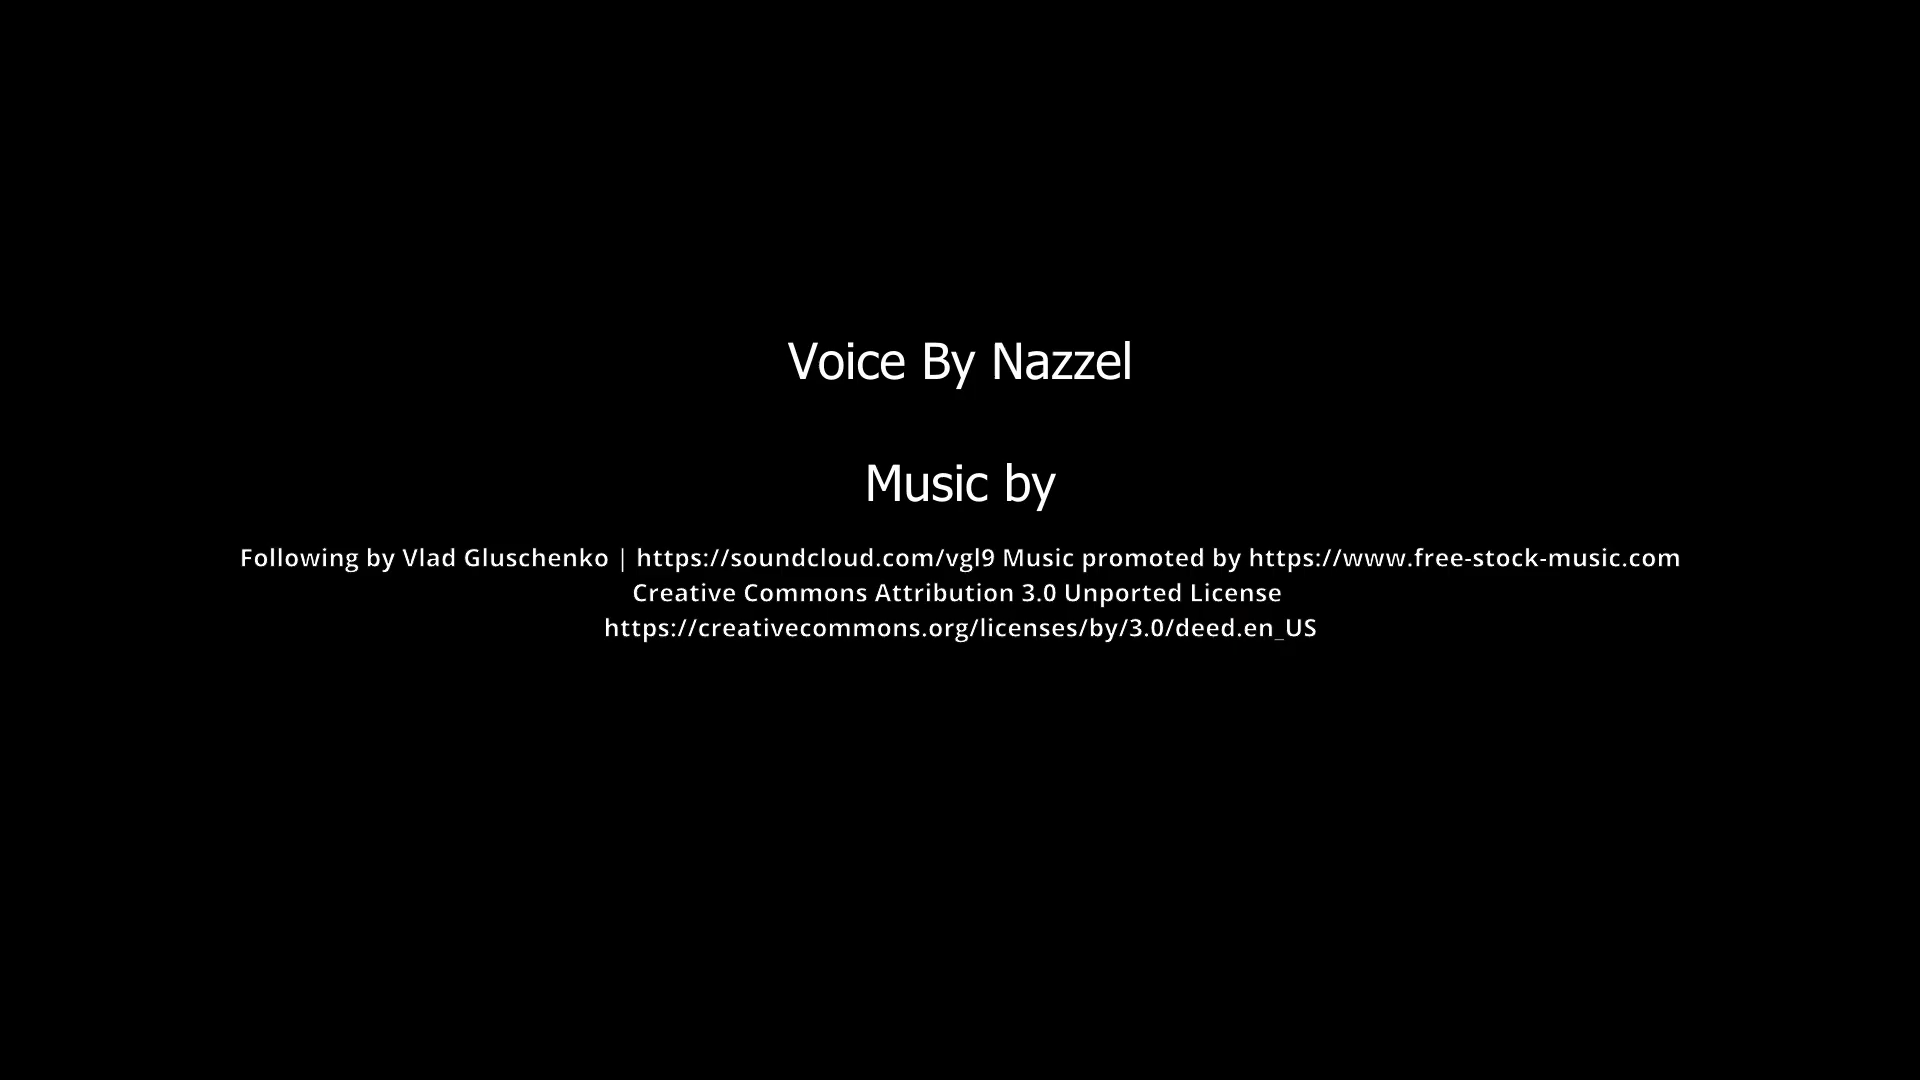 Voice By Nazzel
Music by
Following by Vlad Gluschenko | https://soundcloud.com/vgl9 Music promoted by https://www.free-stock-music.com
Creative Commons Attribution 3.0 Unported License
https://creativecommons.org/licenses/by/3.0/deed.en_US